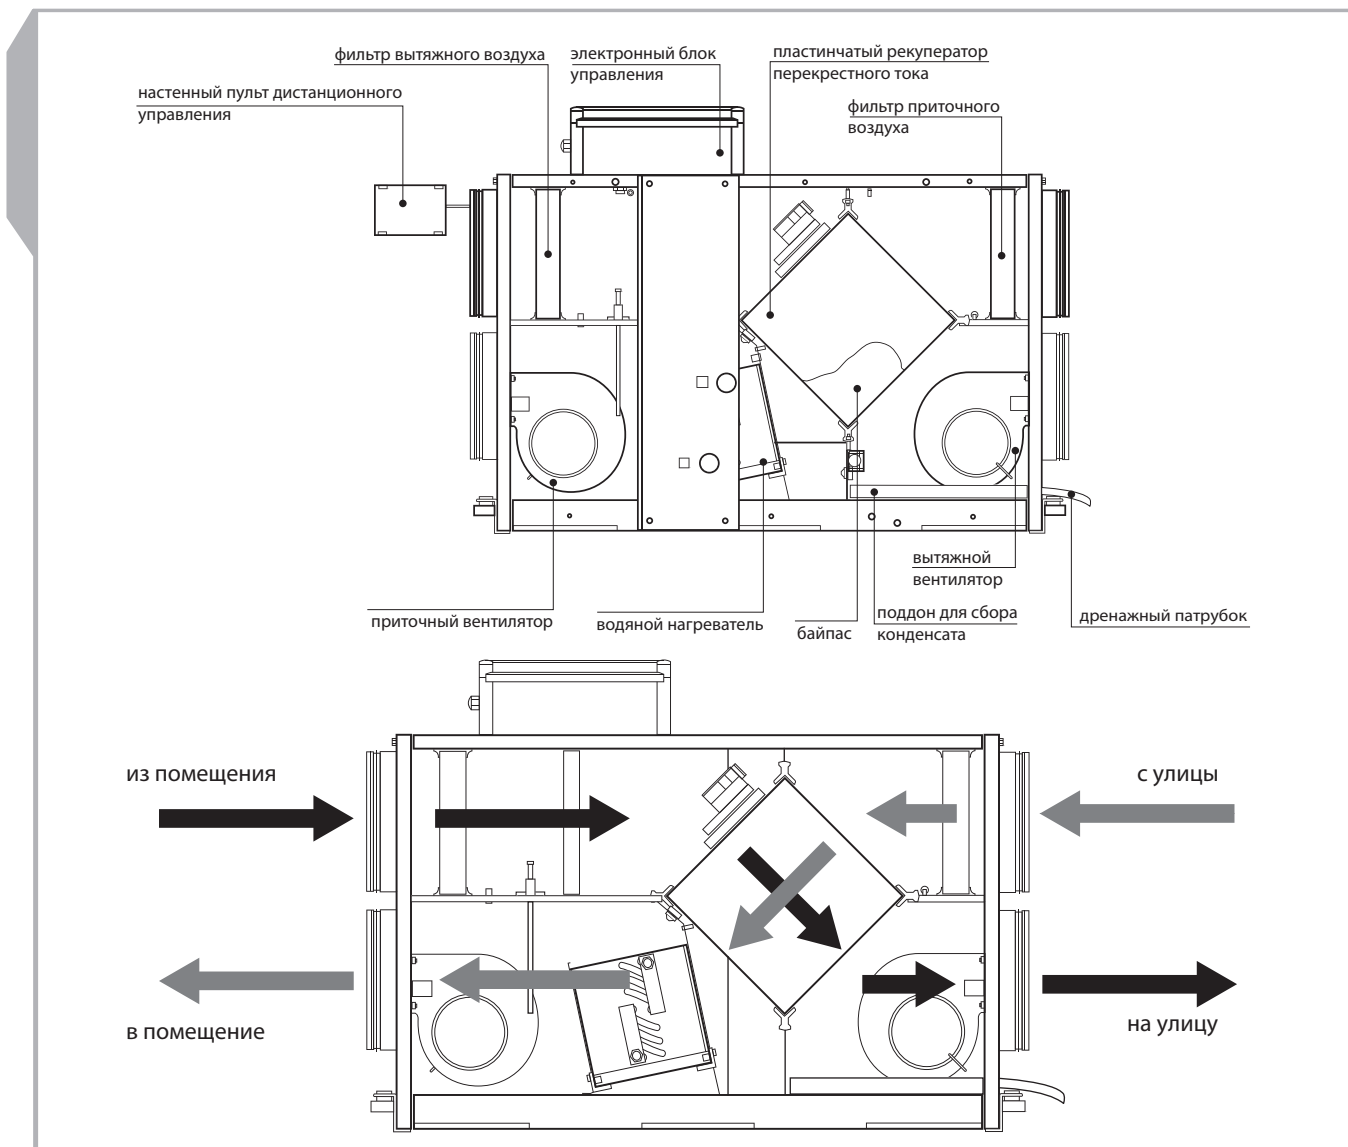 фильтр вытяжного воздуха
электронный блок
управления
пластинчатый рекуператор
перекрестного тока
настенный пульт дистанционного
управления
фильтр приточного
воздуха
вытяжной
вентилятор
приточный вентилятор
водяной нагреватель
байпас
поддон для сбора
конденсата
дренажный патрубок
из помещения
с улицы
в помещение
на улицу